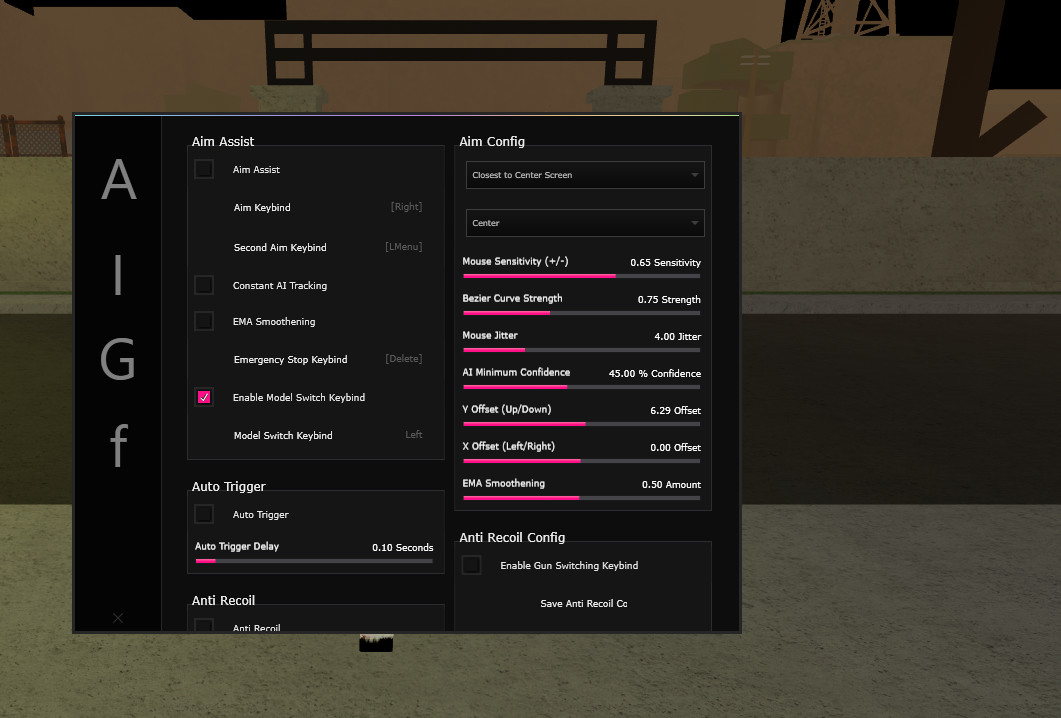 A
I
G
f
Aim Assist
Aim Assist
Aim Keybind [Right]
Second Aim Keybind [LMenu]
Constant AI Tracking
EMA Smoothening
Emergency Stop Keybind [Delete]
Enable Model Switch Keybind
Model Switch Keybind Left
Auto Trigger
Auto Trigger
Auto Trigger Delay 0.10 Seconds
Anti Recoil
Anti Recoil
Aim Config
Closest to Center Screen
Center
Mouse Sensitivity (+/-) 0.65 Sensitivity
Bezier Curve Strength 0.75 Strength
Mouse Jitter 4.00 Jitter
AI Minimum Confidence 45.00 % Confidence
Y Offset (Up/Down) 6.29 Offset
X Offset (Left/Right) 0.00 Offset
EMA Smoothening 0.50 Amount
Anti Recoil Config
Enable Gun Switching Keybind
Save Anti Recoil Co